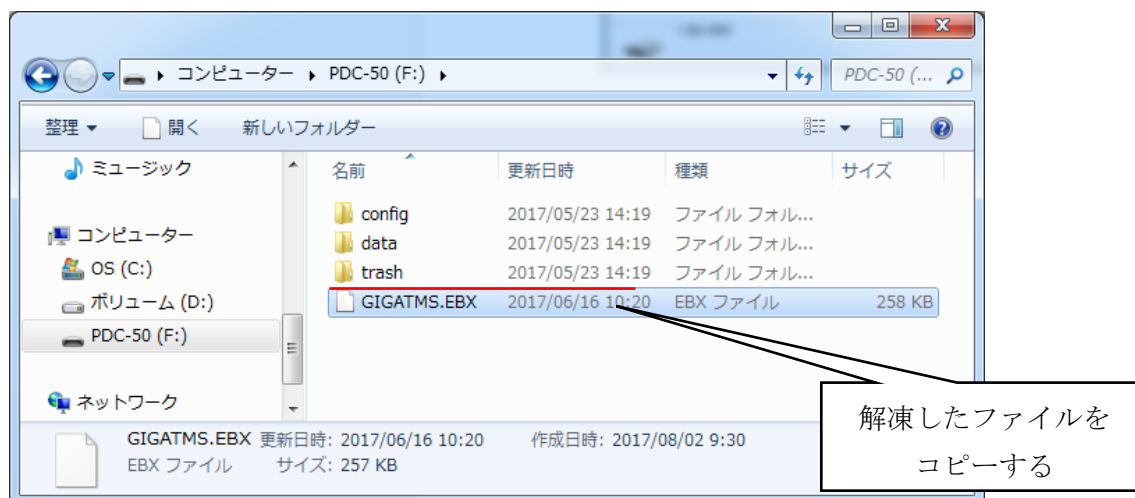 コンピューター ▸ PDC-50 (F:) ▸
PDC-50 (...
整理 ▼ 開く 新しいフォルダー
ミュージック
コンピューター
OS (C:)
ボリューム (D:)
PDC-50 (F:)
ネットワーク
名前 更新日時 種類 サイズ
config 2017/05/23 14:19 ファイル フォル...
data 2017/05/23 14:19 ファイル フォル...
trash 2017/05/23 14:19 ファイル フォル...
GIGATMS.EBX 2017/06/16 10:20 EBX ファイル 258 KB
GIGATMS.EBX 更新日時: 2017/06/16 10:20 作成日時: 2017/08/02 9:30
EBX ファイル サイズ: 257 KB
解凍したファイルを
コピーする